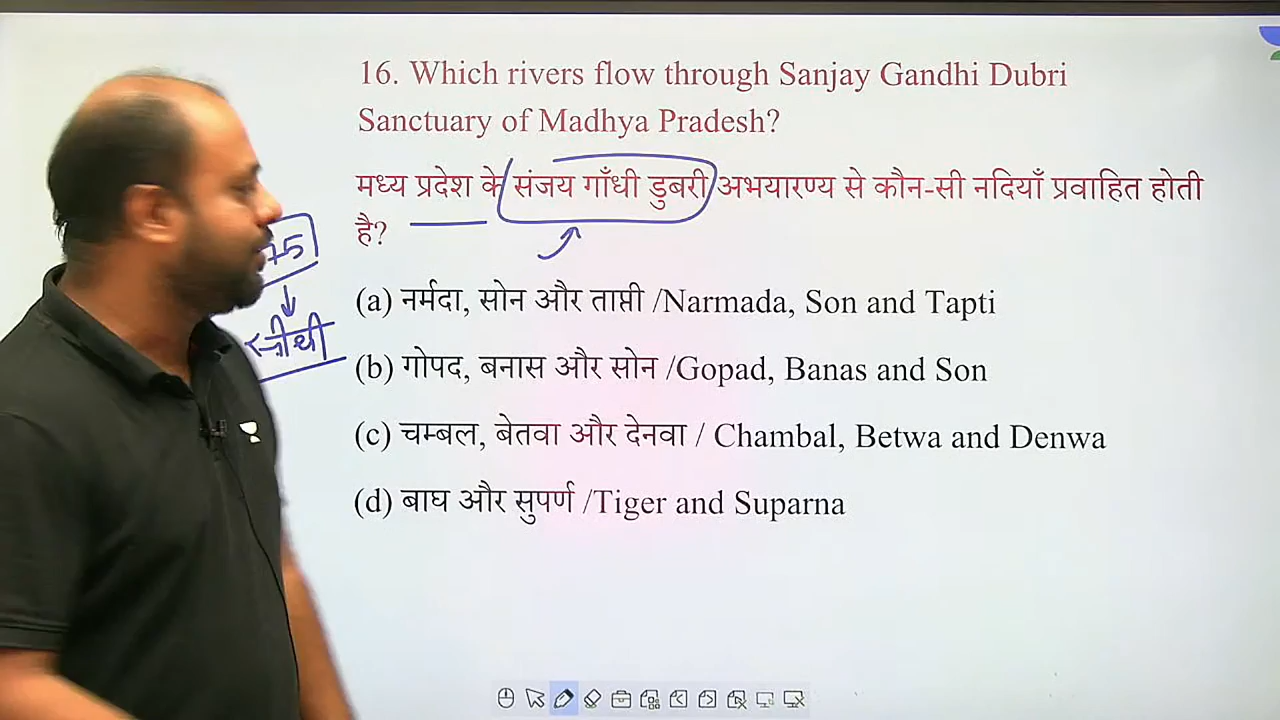 16. Which rivers flow through Sanjay Gandhi Dubri
Sanctuary of Madhya Pradesh?
मध्य प्रदेश के संजय गाँधी डुबरी अभयारण्य से कौन-सी नदियाँ प्रवाहित होती
है?
75
(a) नर्मदा, सोन और ताप्ती /Narmada, Son and Tapti
(b) गोपद, बनास और सोन /Gopad, Banas and Son
(c) चम्बल, बेतवा और देनवा / Chambal, Betwa and Denwa
(d) बाघ और सुपर्ण /Tiger and Suparna